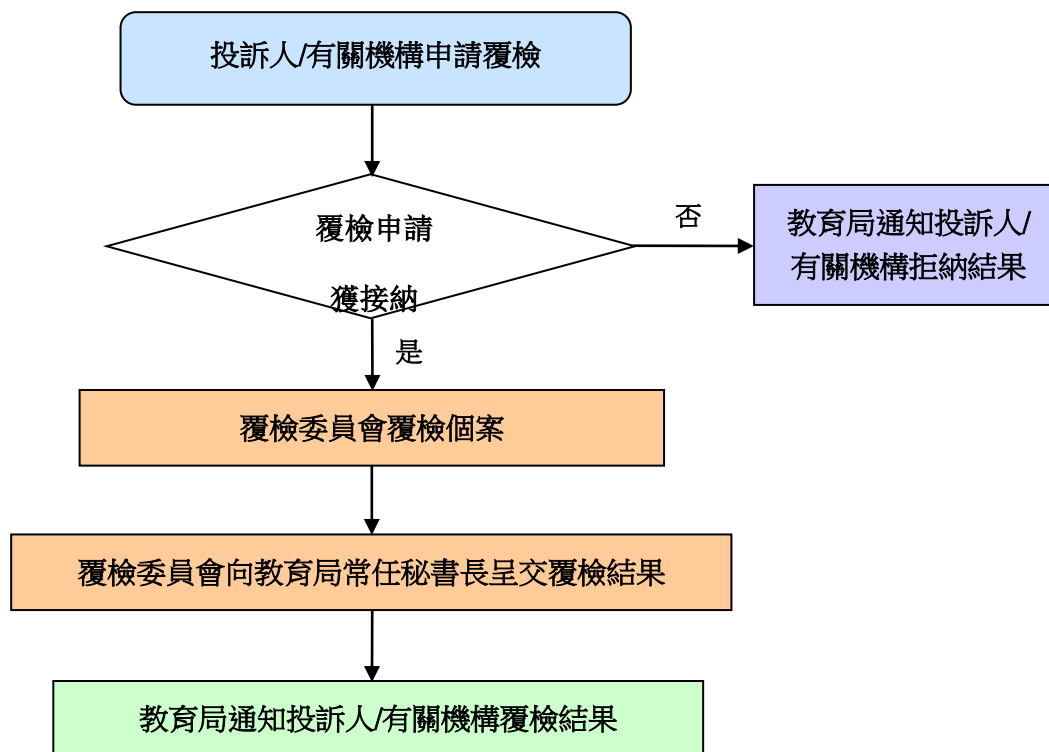 投訴人/有關機構申請覆檢
覆檢申請
獲接納
否
教育局通知投訴人/
有關機構拒納結果
是
覆檢委員會覆檢個案
覆檢委員會向教育局常任秘書長呈交覆檢結果
教育局通知投訴人/有關機構覆檢結果